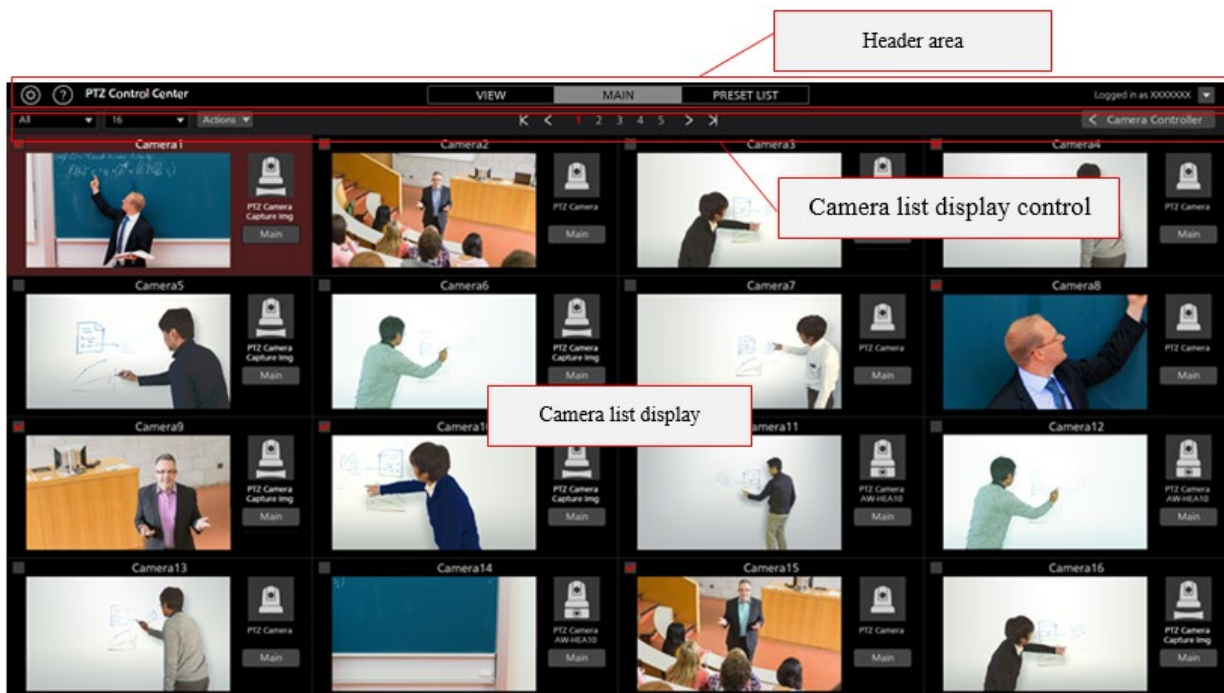 Header area
? PTZ Control Center VIEW MAIN PRESET LIST Logged in as XXXXXXX
All 16 Actions 1 2 3 4 5 < Camera Controller
Camera1 Camera2 Camera3 Camera4
PTZ Camera
Capture Img
Main
PTZ Camera
Main
PTZ Camera
Main
Camera list display control
Camera5 Camera6 Camera7 Camera8
PTZ Camera
Capture Img
Main
PTZ Camera
Capture Img
Main
PTZ Camera
Main
PTZ Camera
Main
Camera list display
Camera9 Camera10 Camera11 Camera12
PTZ Camera
Capture Img
Main
PTZ Camera
Capture Img
Main
PTZ Camera
AW-HEA10
Main
PTZ Camera
AW-HEA10
Main
Camera13 Camera14 Camera15 Camera16
PTZ Camera
Main
PTZ Camera
AW-HEA10
Main
PTZ Camera
Main
PTZ Camera
Capture Img
Main